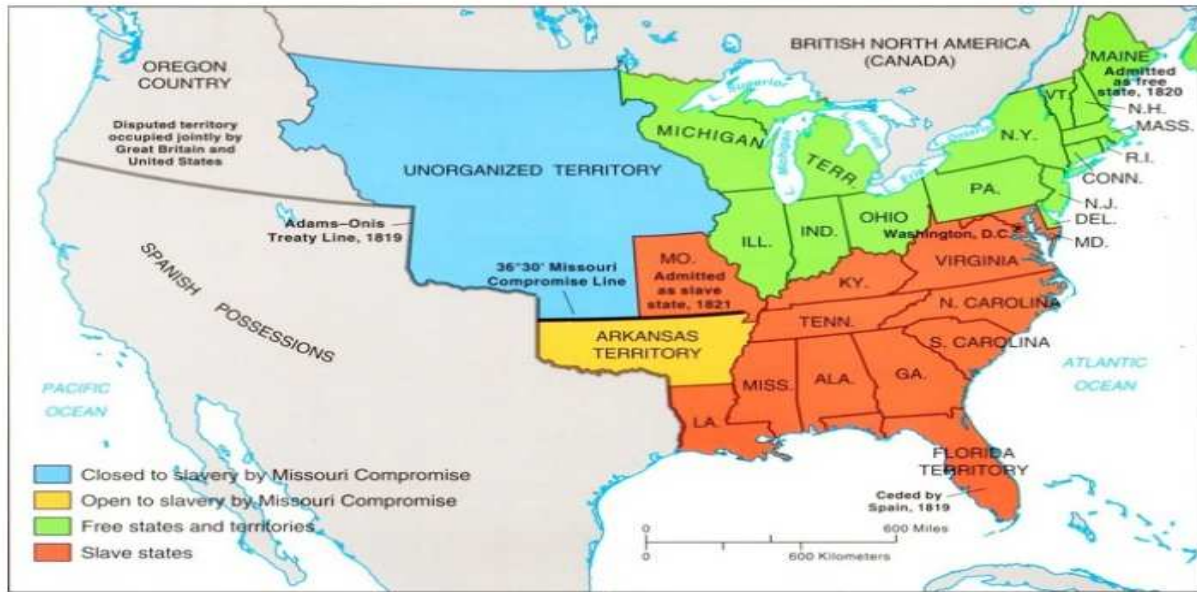 BRITISH NORTH AMERICA
(CANADA)
OREGON
COUNTRY
Disputed territory
occupied jointly by
Great Britain and
United States
MAINE
Admitted
as free
state, 1820
L. Superior
VT.
N.H.
MASS.
MICHIGAN
TERR.
L. Michigan
L. Huron
L. Ontario
L. Erie
N.Y.
R.I.
CONN.
UNORGANIZED TERRITORY
PA.
N.J.
DEL.
MD.
Adams–Onis
Treaty Line, 1819
ILL.
IND.
OHIO
Washington, D.C.
MO.
Admitted
as slave
state, 1821
VIRGINIA
KY.
SPANISH POSSESSIONS
36°30' Missouri
Compromise Line
N. CAROLINA
TENN.
ARKANSAS
TERRITORY
S. CAROLINA
PACIFIC
OCEAN
ATLANTIC
OCEAN
MISS.
ALA.
GA.
LA.
FLORIDA
TERRITORY
Ceded by
Spain, 1819
Closed to slavery by Missouri Compromise
Open to slavery by Missouri Compromise
Free states and territories
Slave states
0
600 Miles
0
600 Kilometers